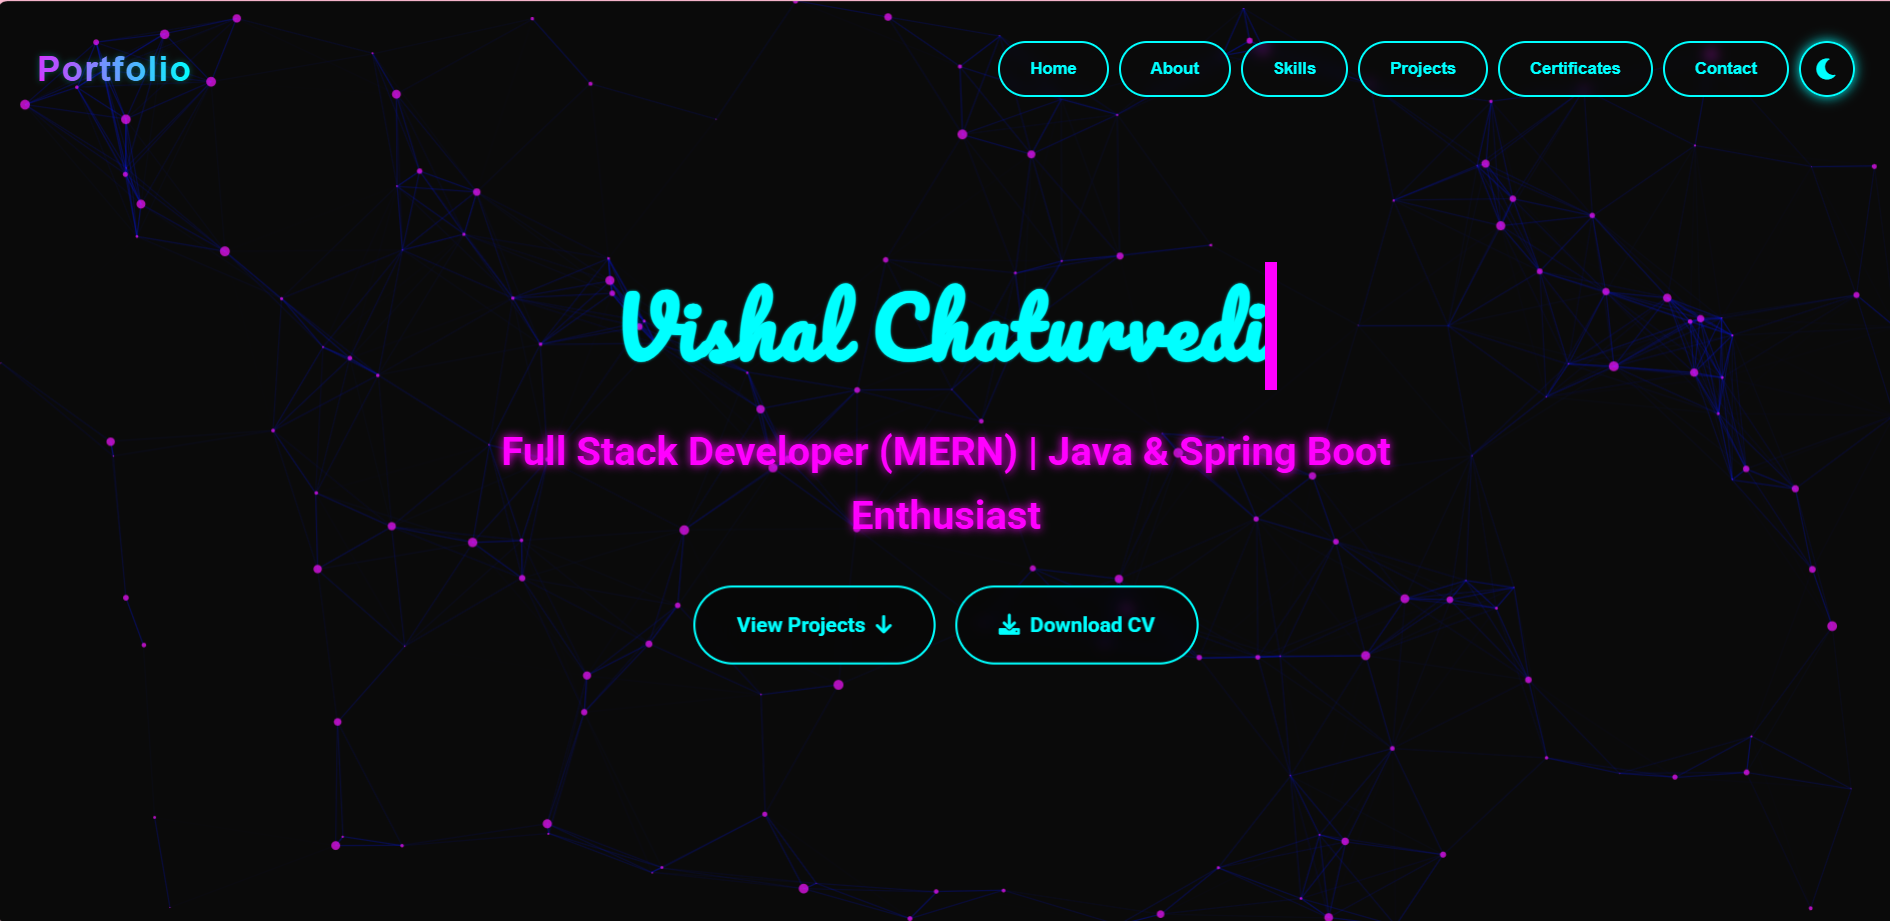 Portfolio
Home
About
Skills
Projects
Certificates
Contact
Vishal Chaturvedi
Full Stack Developer (MERN) | Java & Spring Boot
Enthusiast
View Projects
Download CV